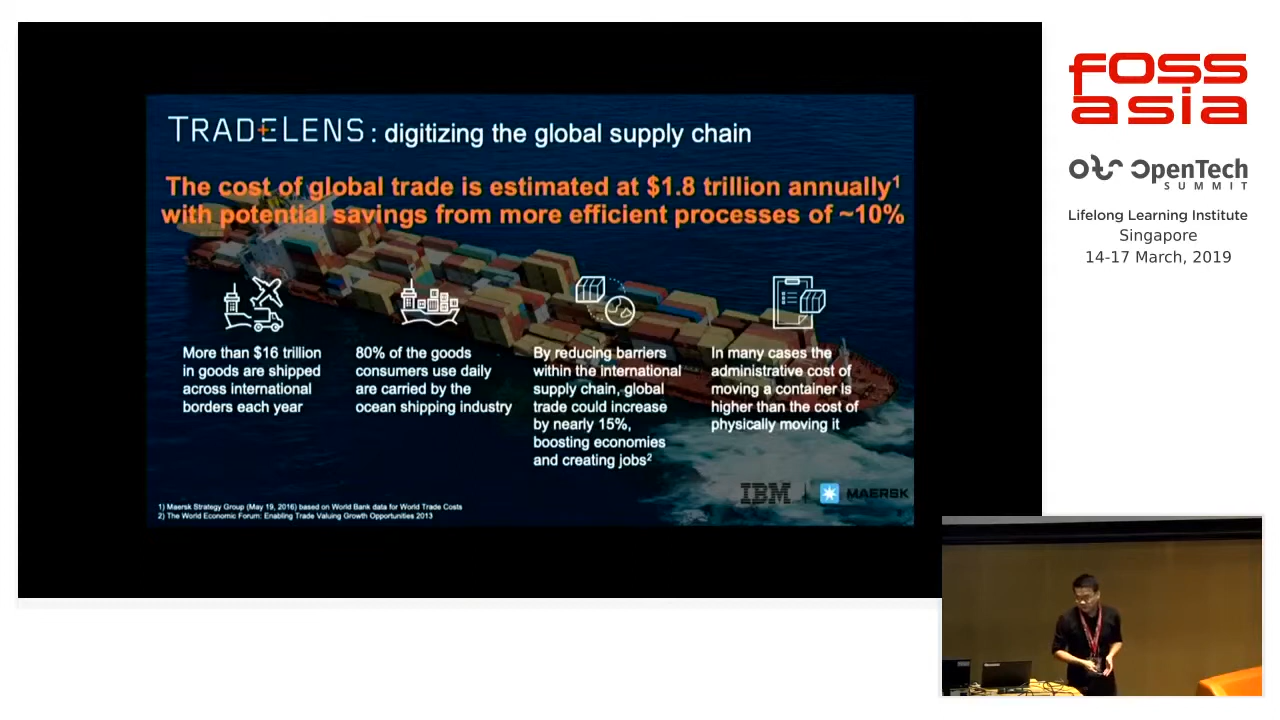 TRADELENS : digitizing the global supply chain
The cost of global trade is estimated at $1.8 trillion annually¹
with potential savings from more efficient processes of ~10%
More than $16 trillion
in goods are shipped
across international
borders each year
80% of the goods
consumers use daily
are carried by the
ocean shipping industry
By reducing barriers
within the international
supply chain, global
trade could increase
by nearly 15%,
boosting economies
and creating jobs²
In many cases the
administrative cost of
moving a container is
higher than the cost of
physically moving it
IBM | MAERSK
1) Maersk Strategy Group (May 19, 2016) based on World Bank data for World Trade Costs
2) The World Economic Forum: Enabling Trade Valuing Growth Opportunities 2013
FOSS
asia
OTS OpenTech
SUMMIT
Lifelong Learning Institute
Singapore
14-17 March, 2019